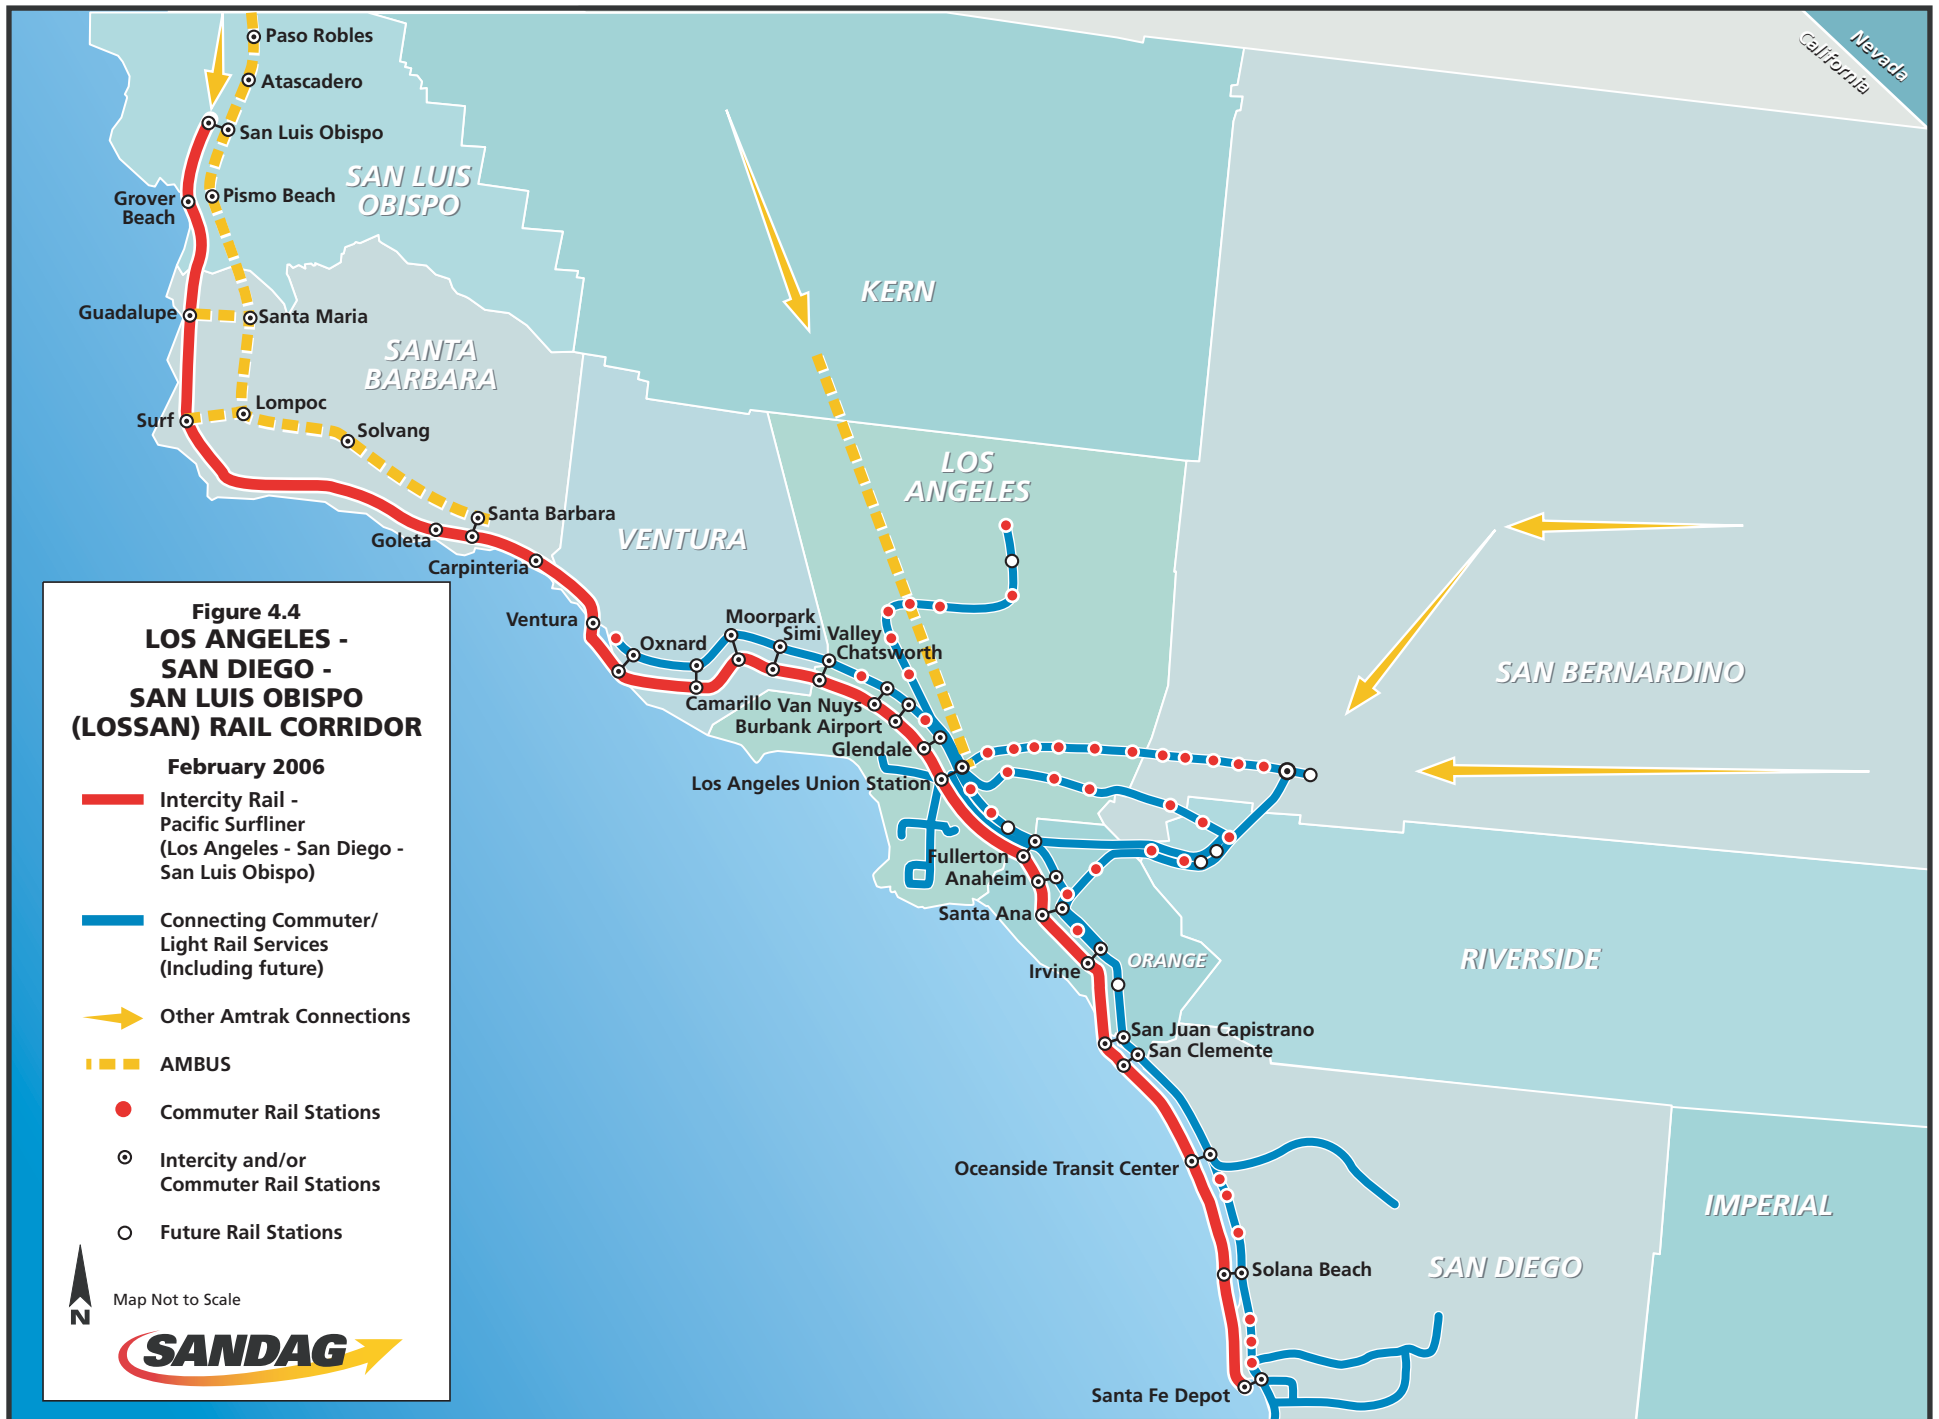 Nevada
California
Paso Robles
Atascadero
San Luis Obispo
SAN LUIS
OBISPO
Pismo Beach
Grover
Beach
KERN
Guadalupe
Santa Maria
SANTA
BARBARA
Lompoc
Surf
Solvang
LOS
ANGELES
Santa Barbara
Goleta
VENTURA
Carpinteria
Ventura
Moorpark
Simi Valley
Oxnard
Chatsworth
SAN BERNARDINO
Camarillo
Van Nuys
Burbank Airport
Glendale
Los Angeles Union Station
Fullerton
Anaheim
Santa Ana
ORANGE
RIVERSIDE
Irvine
San Juan Capistrano
San Clemente
Oceanside Transit Center
IMPERIAL
SAN DIEGO
Solana Beach
Santa Fe Depot
Figure 4.4
LOS ANGELES -
SAN DIEGO -
SAN LUIS OBISPO
(LOSSAN) RAIL CORRIDOR
February 2006
Intercity Rail -
Pacific Surfliner
(Los Angeles - San Diego -
San Luis Obispo)
Connecting Commuter/
Light Rail Services
(Including future)
Other Amtrak Connections
AMBUS
Commuter Rail Stations
Intercity and/or
Commuter Rail Stations
Future Rail Stations
N
Map Not to Scale
SANDAG